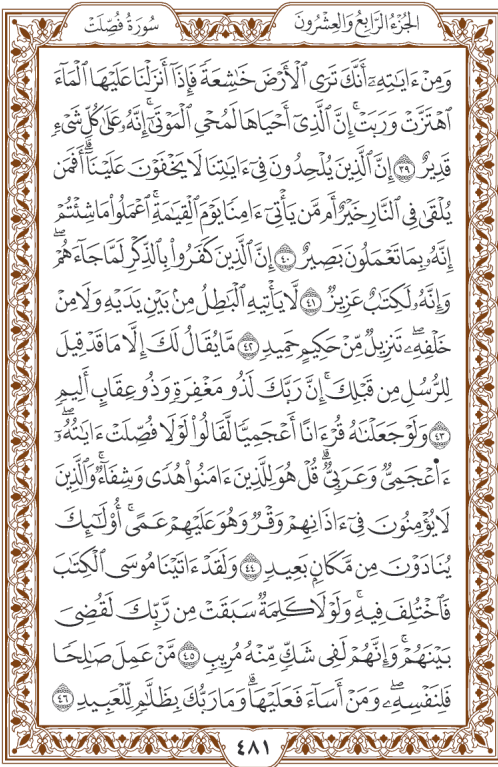 سُورَةُ فُصِّلَتْ
الجُزْءُ الرَّابِعُ وَالعِشْرُونَ
وَمِنْ ءَايَٰتِهِۦٓ أَنَّكَ تَرَى ٱلْأَرْضَ خَٰشِعَةً فَإِذَآ أَنزَلْنَا عَلَيْهَا ٱلْمَآءَ
ٱهْتَزَّتْ وَرَبَتْ ۚ إِنَّ ٱلَّذِىٓ أَحْيَاهَا لَمُحْىِ ٱلْمَوْتَىٰٓ ۚ إِنَّهُۥ عَلَىٰ كُلِّ شَىْءٍ
قَدِيرٌ ٣٩ إِنَّ ٱلَّذِينَ يُلْحِدُونَ فِىٓ ءَايَٰتِنَا لَا يَخْفَوْنَ عَلَيْنَآ ۗ أَفَمَن
يُلْقَىٰ فِى ٱلنَّارِ خَيْرٌ أَم مَّن يَأْتِىٓ ءَامِنًا يَوْمَ ٱلْقِيَٰمَةِ ۚ ٱعْمَلُوا۟ مَا شِئْتُمْ ۖ
إِنَّهُۥ بِمَا تَعْمَلُونَ بَصِيرٌ ٤٠ إِنَّ ٱلَّذِينَ كَفَرُوا۟ بِٱلذِّكْرِ لَمَّا جَآءَهُمْ ۖ
وَإِنَّهُۥ لَكِتَٰبٌ عَزِيزٌ ٤١ لَّا يَأْتِيهِ ٱلْبَٰطِلُ مِنۢ بَيْنِ يَدَيْهِ وَلَا مِنْ
خَلْفِهِۦ ۖ تَنزِيلٌ مِّنْ حَكِيمٍ حَمِيدٍ ٤٢ مَّا يُقَالُ لَكَ إِلَّا مَا قَدْ قِيلَ
لِلرُّسُلِ مِن قَبْلِكَ ۚ إِنَّ رَبَّكَ لَذُو مَغْفِرَةٍ وَذُو عِقَابٍ أَلِيمٍ
٤٣ وَلَوْ جَعَلْنَٰهُ قُرْءَانًا أَعْجَمِيًّا لَّقَالُوا۟ لَوْلَا فُصِّلَتْ ءَايَٰتُهُۥٓ ۖ
ءَا۬عْجَمِىٌّ وَعَرَبِىٌّ ۗ قُلْ هُوَ لِلَّذِينَ ءَامَنُوا۟ هُدًى وَشِفَآءٌ ۖ وَٱلَّذِينَ
لَا يُؤْمِنُونَ فِىٓ ءَاذَانِهِمْ وَقْرٌ وَهُوَ عَلَيْهِمْ عَمًى ۚ أُو۟لَٰٓئِكَ
يُنَادَوْنَ مِن مَّكَانٍۭ بَعِيدٍ ٤٤ وَلَقَدْ ءَاتَيْنَا مُوسَى ٱلْكِتَٰبَ
فَٱخْتُلِفَ فِيهِ ۗ وَلَوْلَا كَلِمَةٌ سَبَقَتْ مِن رَّبِّكَ لَقُضِىَ
بَيْنَهُمْ ۚ وَإِنَّهُمْ لَفِى شَكٍّ مِّنْهُ مُرِيبٍ ٤٥ مَّنْ عَمِلَ صَٰلِحًا
فَلِنَفْسِهِۦ ۖ وَمَنْ أَسَآءَ فَعَلَيْهَا ۗ وَمَا رَبُّكَ بِظَلَّٰمٍ لِّلْعَبِيدِ ٤٦
٤٨١